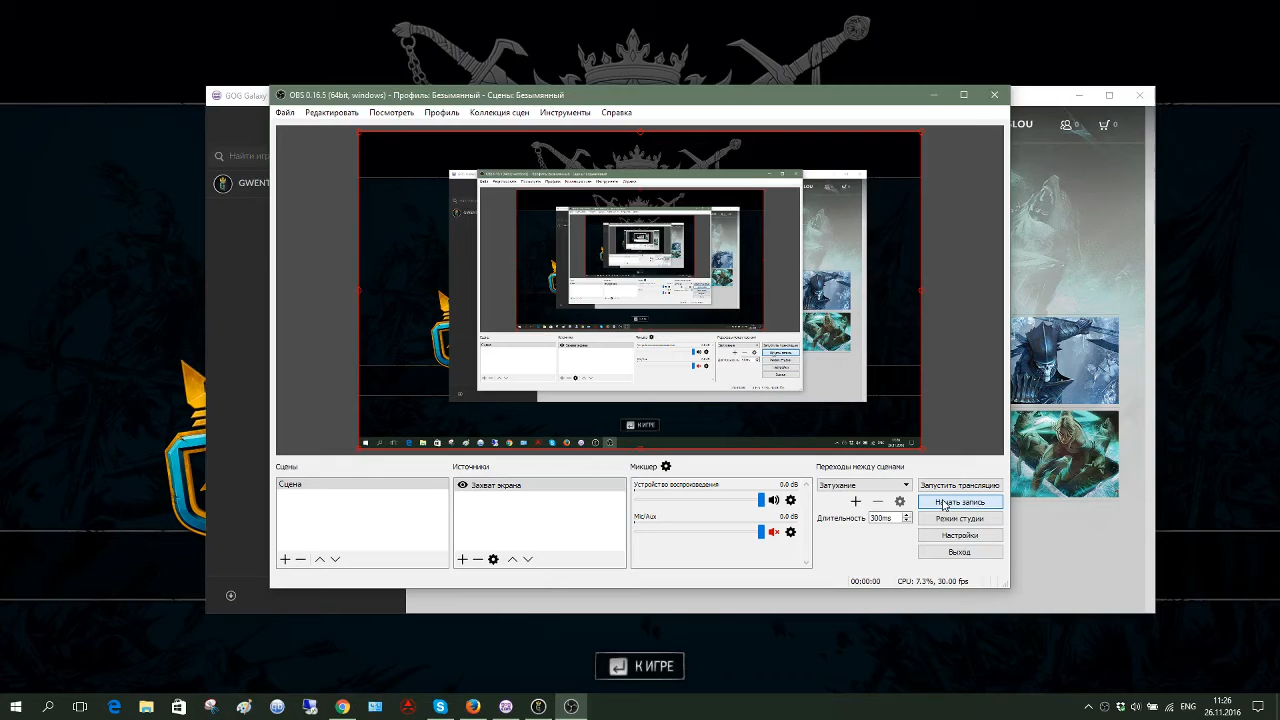 GOG Galaxy
OBS 0.16.5 (64bit, windows) - Профиль: Безымянный - Сцены: Безымянный
Файл Редактировать Посмотреть Профиль Коллекция сцен Инструменты Справка
SLOU 0 0
Найти игр
GWENT
К ИГРЕ
Сцены Источники Микшер Переходы между сценами
Сцена
Захват экрана
Устройство воспроизведения 0.0 dB
Mic/Aux 0.0 dB
Затухание
Длительность 300ms
Запустить трансляцию
Начать запись
Режим студии
Настройки
Выход
00:00:00 CPU: 7.3%, 30.00 fps
К ИГРЕ
ENG
11:26
26.11.2016